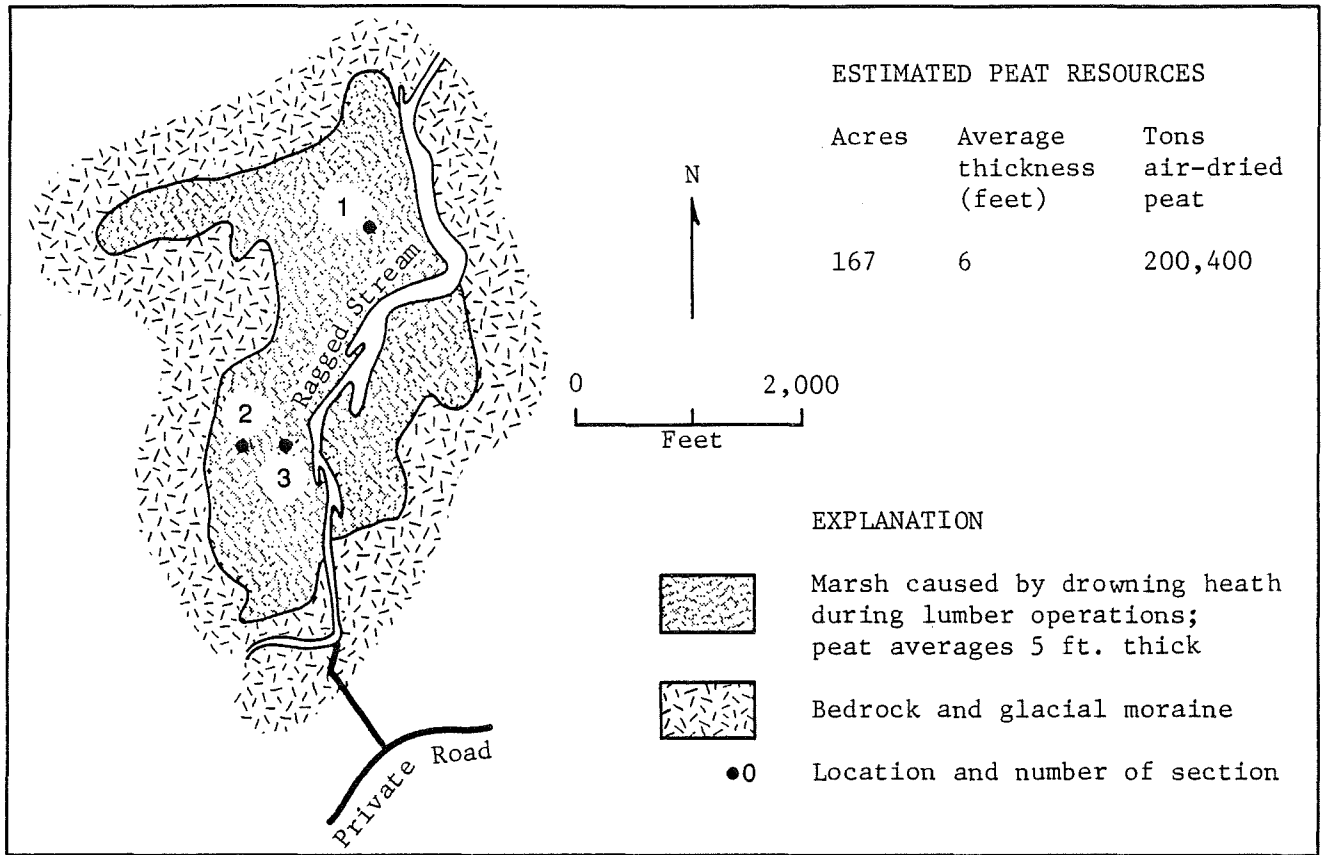 ESTIMATED PEAT RESOURCES
Acres Average Tons
thickness air-dried
(feet) peat
167 6 200,400
N
0 2,000
Feet
1
Ragged Stream
2
3
Private Road
EXPLANATION
Marsh caused by drowning heath
during lumber operations;
peat averages 5 ft. thick
Bedrock and glacial moraine
•0 Location and number of section